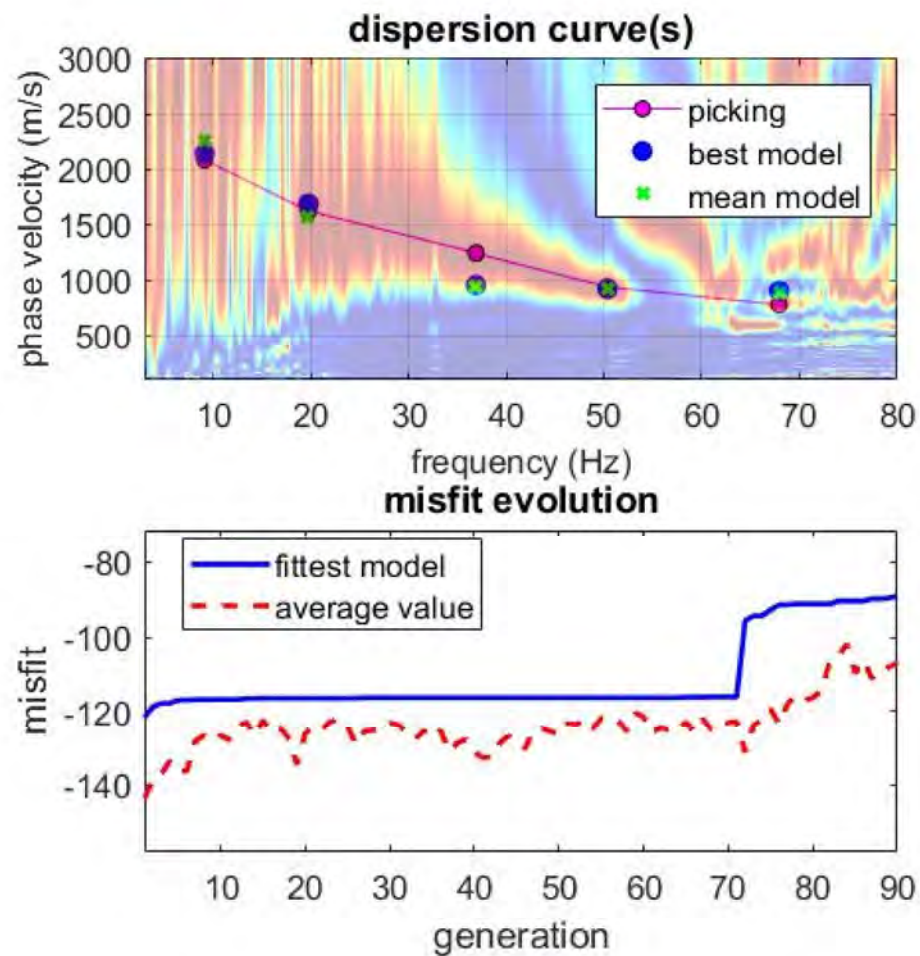 dispersion curve(s)
3000
2500
2000
1500
1000
500
phase velocity (m/s)
picking
best model
mean model
10 20 30 40 50 60 70 80
frequency (Hz)
misfit evolution
-80
-100
-120
-140
misfit
fittest model
average value
10 20 30 40 50 60 70 80 90
generation